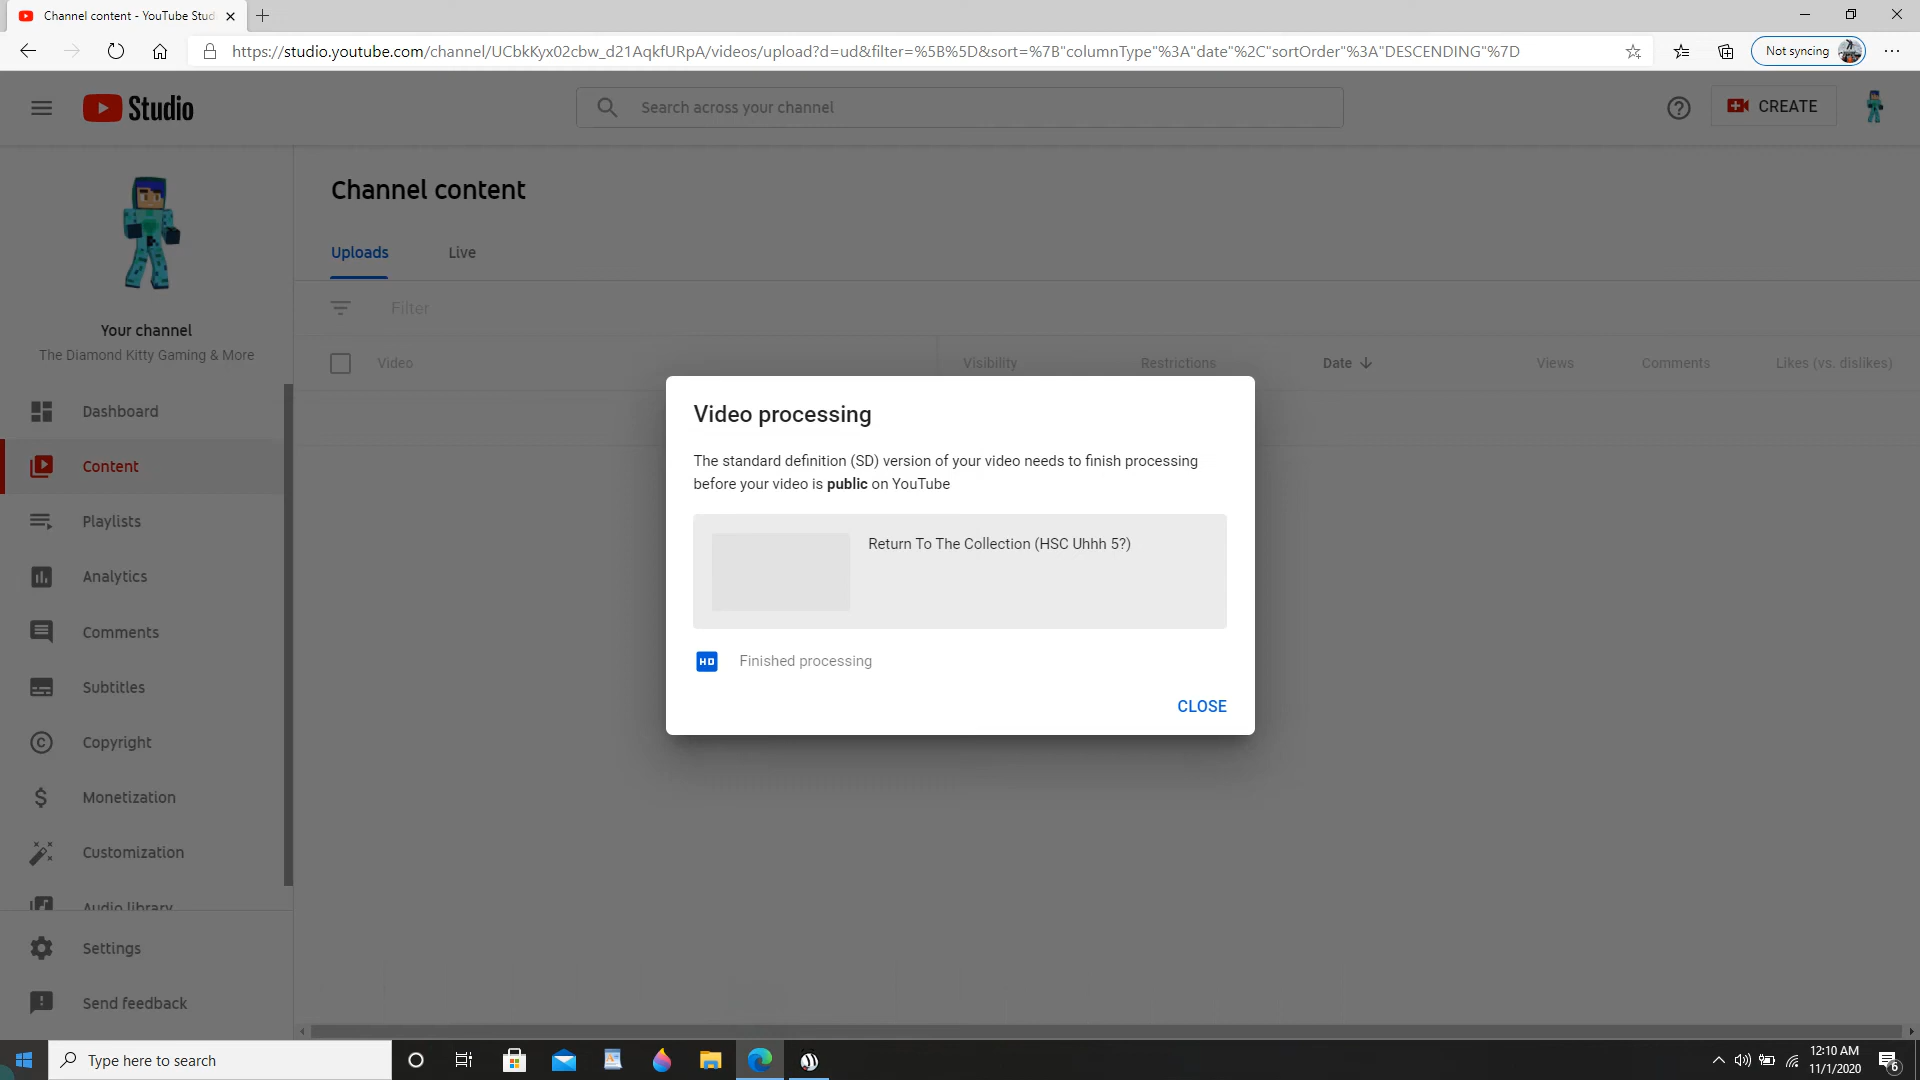 Channel content - YouTube Stud
https://studio.youtube.com/channel/UCbkKyx02cbw_d21AqkfURpA/videos/upload?d=ud&filter=%5B%5D&sort=%7B"columnType"%3A"date"%2C"sortOrder"%3A"DESCENDING"%7D
Not syncing
Studio
Search across your channel
CREATE
Channel content
Uploads
Live
Your channel
The Diamond Kitty Gaming & More
Filter
Video
Visibility
Restrictions
Date
Views
Comments
Likes (vs. dislikes)
Dashboard
Content
Playlists
Analytics
Comments
Subtitles
Copyright
Monetization
Customization
Audio library
Settings
Send feedback
Video processing
The standard definition (SD) version of your video needs to finish processing
before your video is public on YouTube
Return To The Collection (HSC Uhhh 5?)
HD Finished processing
CLOSE
Type here to search
12:10 AM
11/1/2020
6